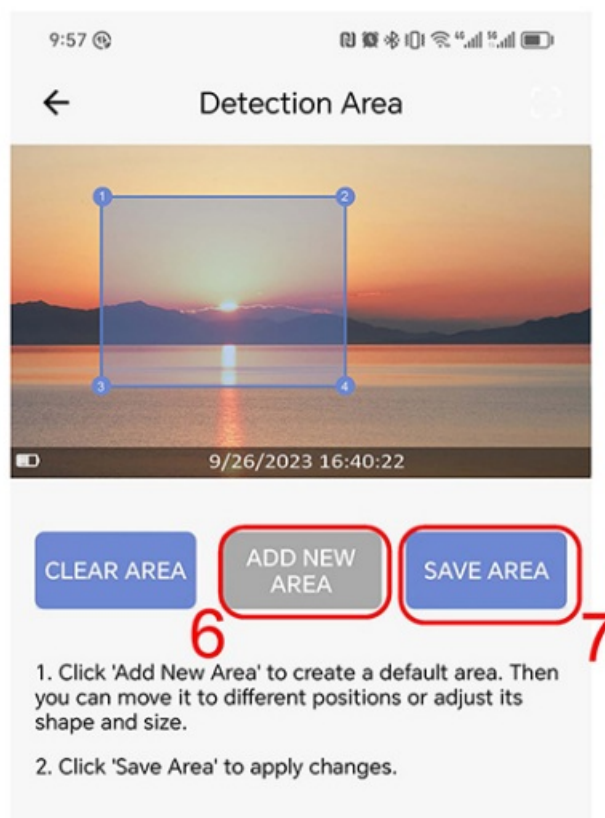 9:57
Detection Area
1
2
3
4
9/26/2023 16:40:22
CLEAR AREA
ADD NEW
AREA
SAVE AREA
6
7
1. Click 'Add New Area' to create a default area. Then
you can move it to different positions or adjust its
shape and size.
2. Click 'Save Area' to apply changes.